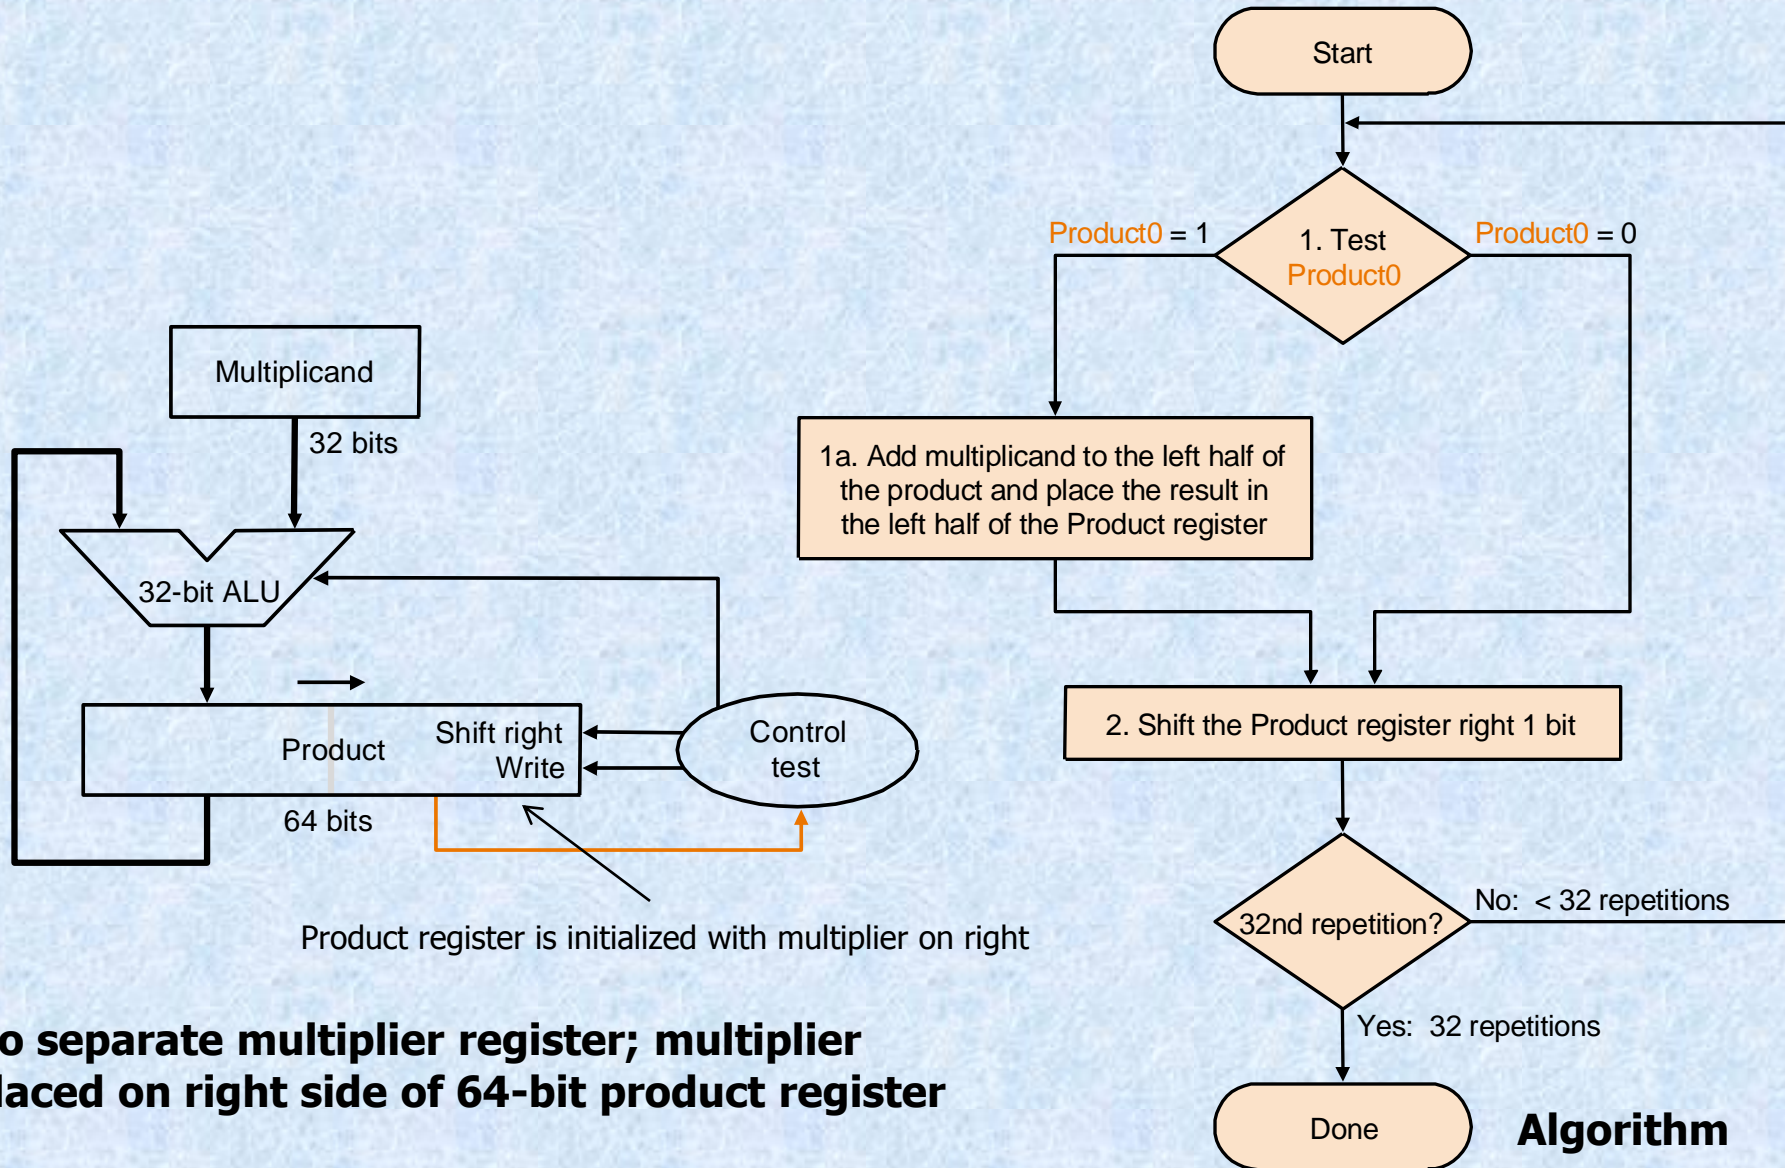 Multiplicand
32 bits
32-bit ALU
Product
Shift right
Write
64 bits
Control
test
Product register is initialized with multiplier on right
o separate multiplier register; multiplier
laced on right side of 64-bit product register
Start
1. Test
Product0
Product0 = 1
Product0 = 0
1a. Add multiplicand to the left half of
the product and place the result in
the left half of the Product register
2. Shift the Product register right 1 bit
32nd repetition?
No: < 32 repetitions
Yes: 32 repetitions
Done
Algorithm